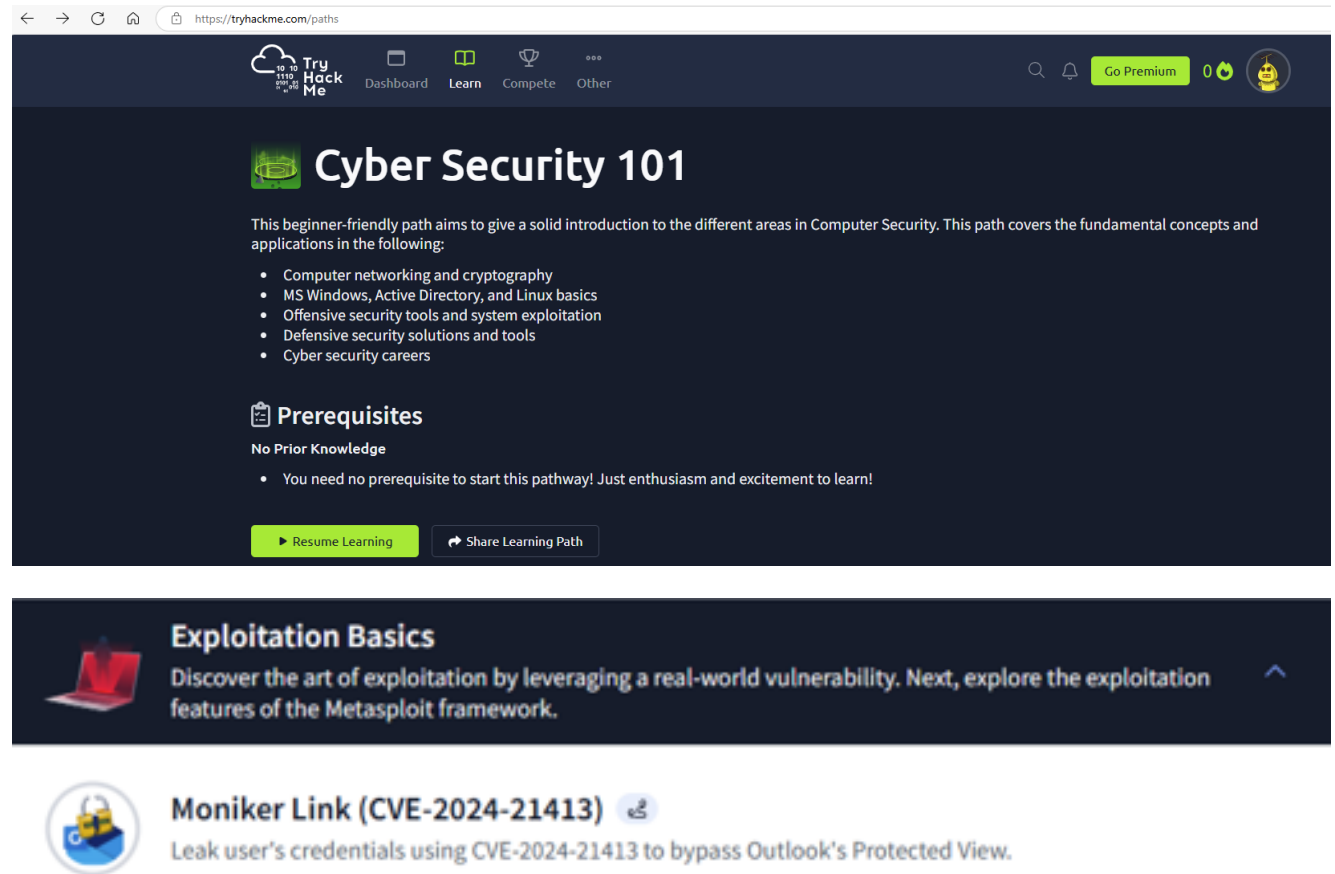 https://tryhackme.com/paths
Try
Hack
Me
Dashboard
Learn
Compete
Other
Go Premium
0
Cyber Security 101
This beginner-friendly path aims to give a solid introduction to the different areas in Computer Security. This path covers the fundamental concepts and
applications in the following:
• Computer networking and cryptography
• MS Windows, Active Directory, and Linux basics
• Offensive security tools and system exploitation
• Defensive security solutions and tools
• Cyber security careers
Prerequisites
No Prior Knowledge
• You need no prerequisite to start this pathway! Just enthusiasm and excitement to learn!
Resume Learning
Share Learning Path
Exploitation Basics
Discover the art of exploitation by leveraging a real-world vulnerability. Next, explore the exploitation
features of the Metasploit framework.
Moniker Link (CVE-2024-21413)
Leak user's credentials using CVE-2024-21413 to bypass Outlook's Protected View.